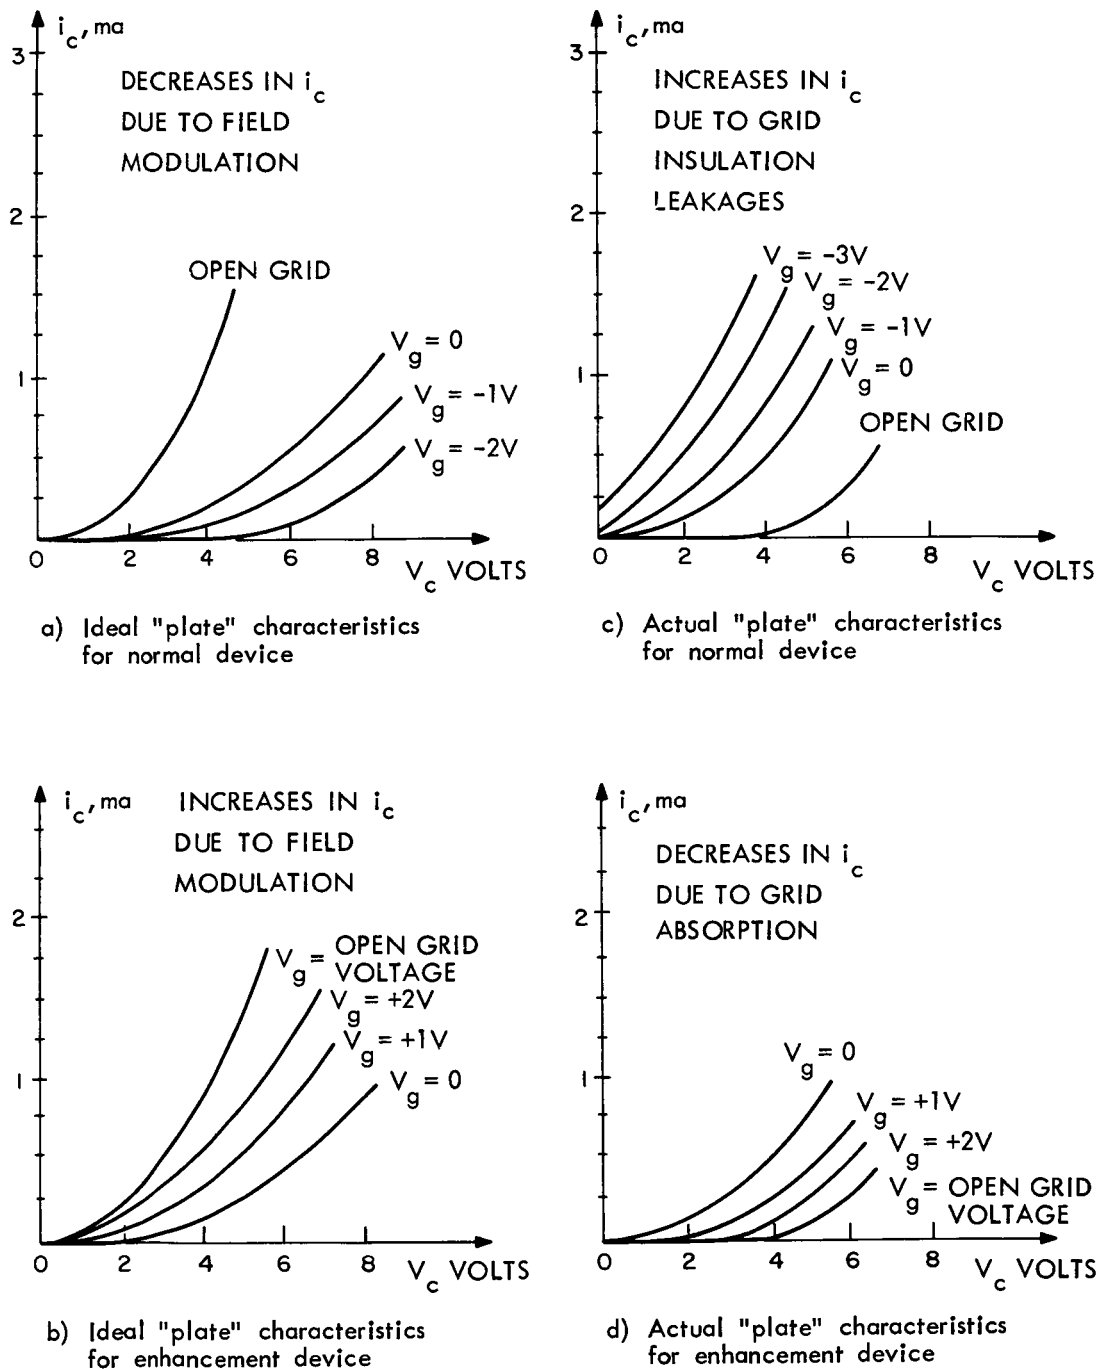 i_c, ma
3
DECREASES IN i_c
DUE TO FIELD
MODULATION
2
OPEN GRID
V_g = 0
1
V_g = -1V
V_g = -2V
0 2 4 6 8
V_c VOLTS
a) Ideal "plate" characteristics
for normal device
i_c, ma
3
INCREASES IN i_c
DUE TO GRID
INSULATION
LEAKAGES
2
V_g = -3V
V_g = -2V
V_g = -1V
V_g = 0
1
OPEN GRID
0 2 4 6 8
V_c VOLTS
c) Actual "plate" characteristics
for normal device
i_c, ma
INCREASES IN i_c
DUE TO FIELD
MODULATION
2
V_g = OPEN GRID
VOLTAGE
V_g = +2V
V_g = +1V
V_g = 0
1
0 2 4 6 8
V_c VOLTS
b) Ideal "plate" characteristics
for enhancement device
i_c, ma
DECREASES IN i_c
DUE TO GRID
ABSORPTION
2
V_g = 0
1
V_g = +1V
V_g = +2V
V_g = OPEN GRID
VOLTAGE
0 2 4 6 8
V_c VOLTS
d) Actual "plate" characteristics
for enhancement device